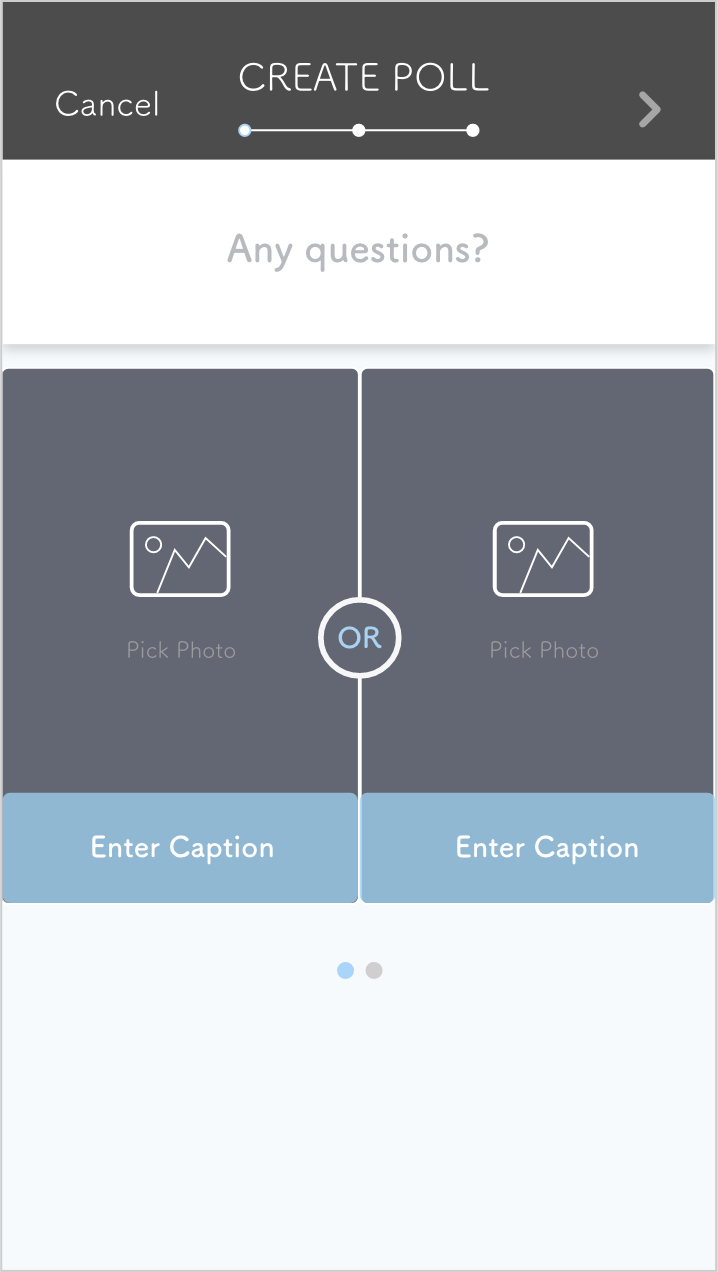 CREATE POLL
Cancel
Any questions?
Pick Photo
OR
Pick Photo
Enter Caption
Enter Caption